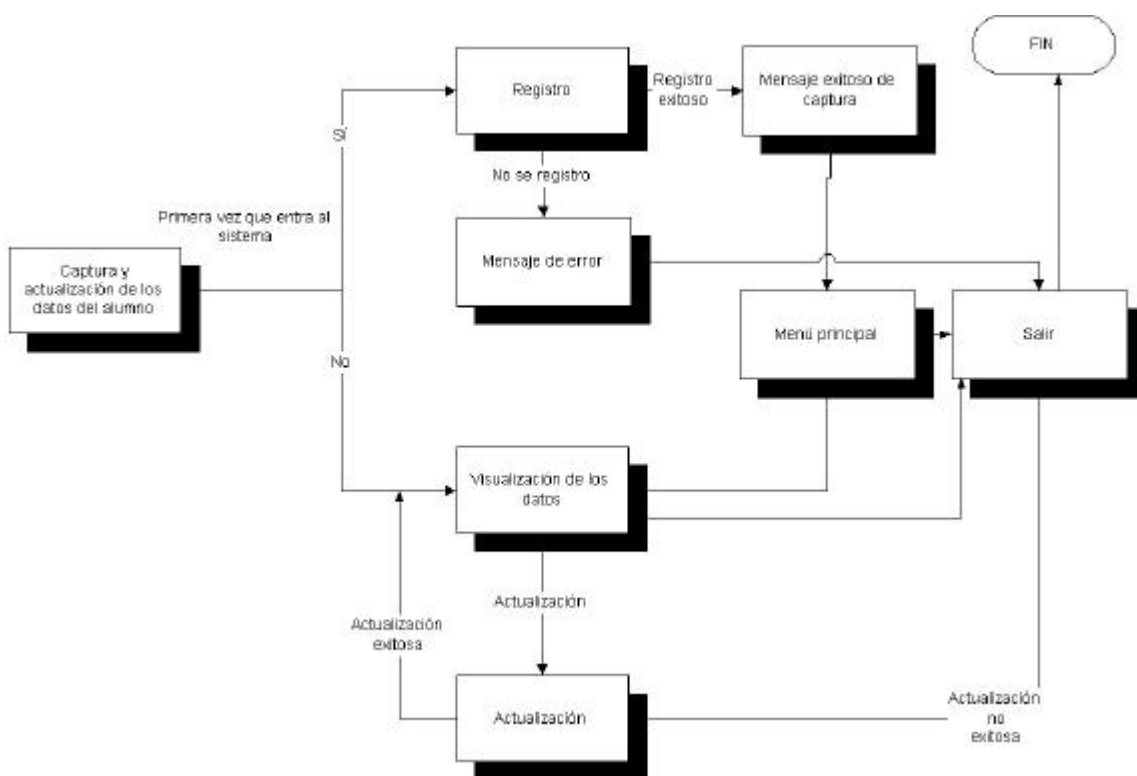 FIN
Registro
Registro
exitoso
Mensaje exitoso de
captura
Si
No se registro
Primera vez que entra al
sistema
Mensaje de error
Captura y
actualización de los
datos del alumno
Menú principal
Salir
No
Visualización de los
datos
Actualización
Actualización
exitosa
Actualización
Actualización
no
exitosa